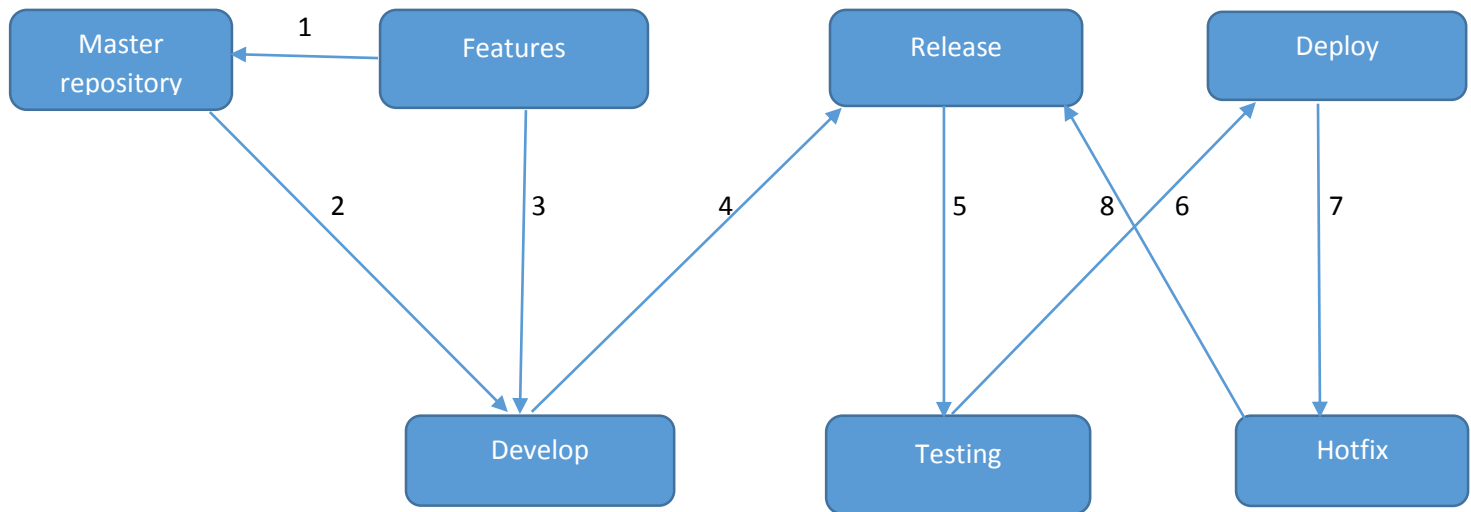 Master
repository
1
Features
Release
Deploy
2
3
4
5
8
6
7
Develop
Testing
Hotfix